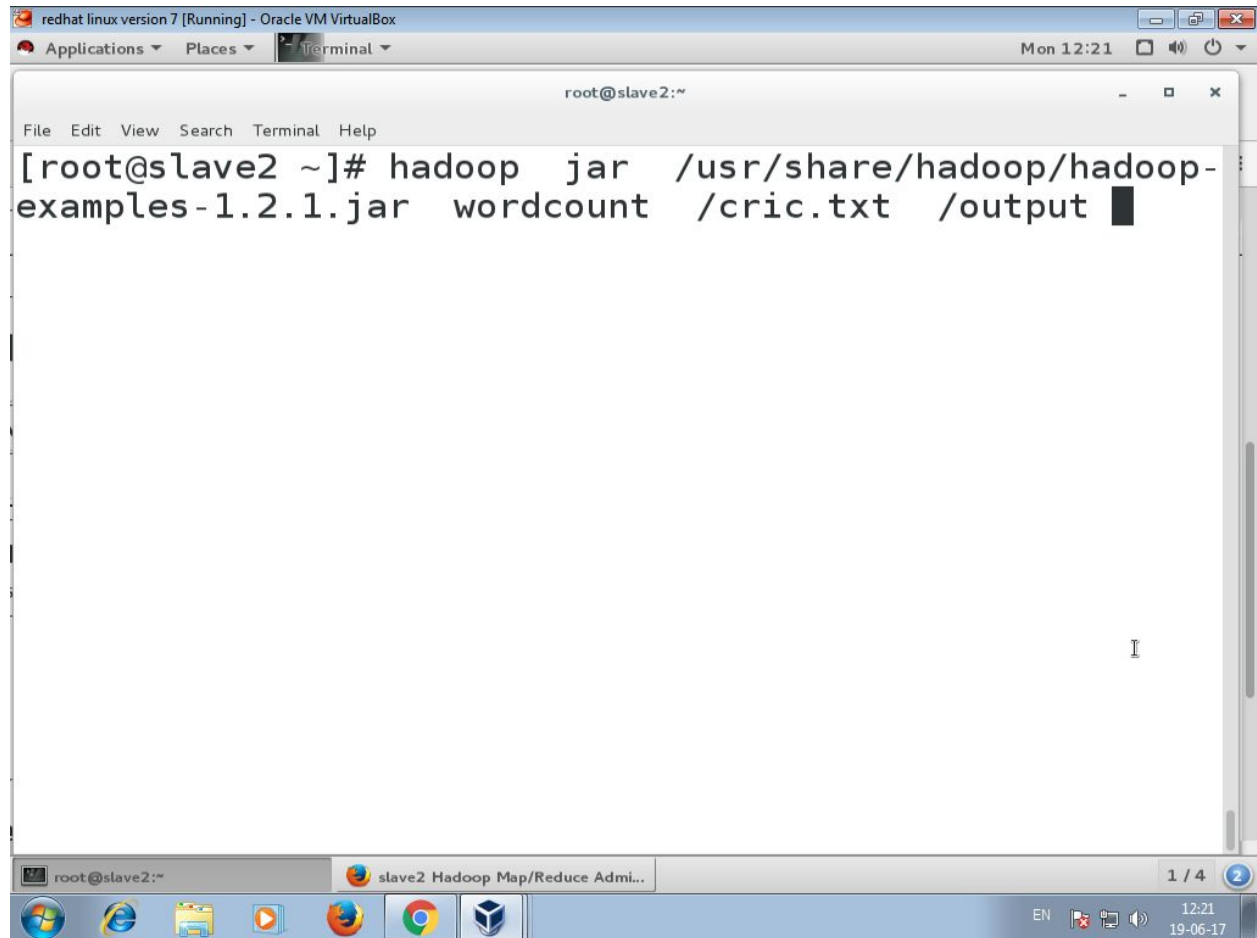 redhat linux version 7 [Running] - Oracle VM VirtualBox
Applications Places Terminal Mon 12:21
root@slave2:~
File Edit View Search Terminal Help
[root@slave2 ~]# hadoop  jar  /usr/share/hadoop/hadoop-
examples-1.2.1.jar  wordcount  /cric.txt  /output
root@slave2:~ slave2 Hadoop Map/Reduce Admi... 1 / 4 2
EN 12:21
19-06-17